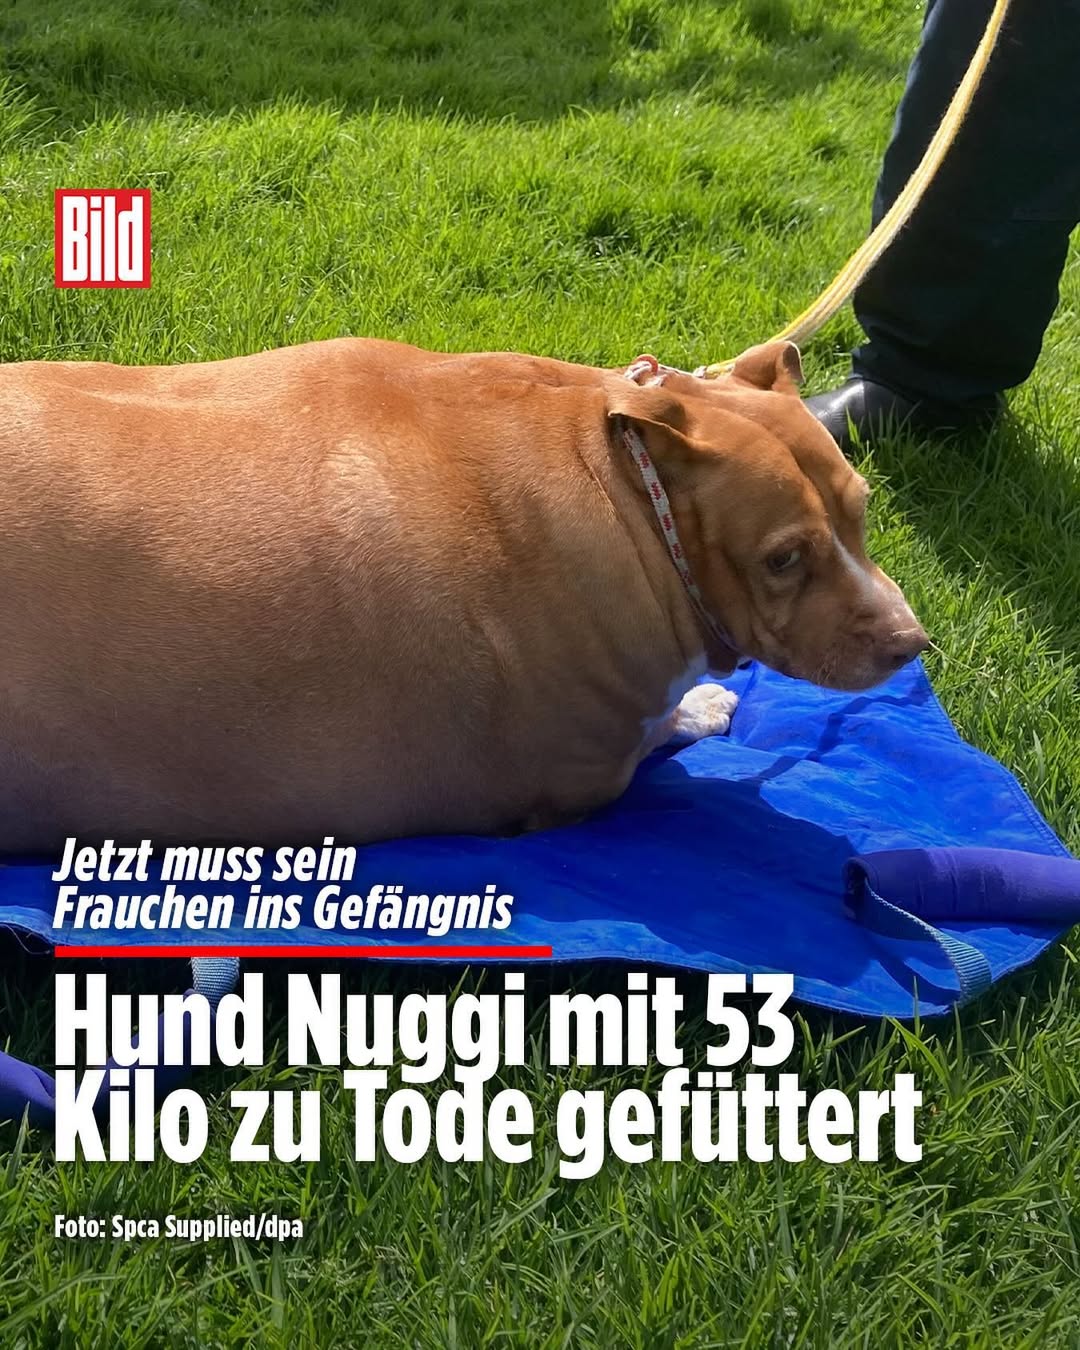 Bild
Jetzt muss sein
Frauchen ins Gefängnis
Hund Nuggi mit 53
Kilo zu Tode gefüttert
Foto: Spca Supplied/dpa